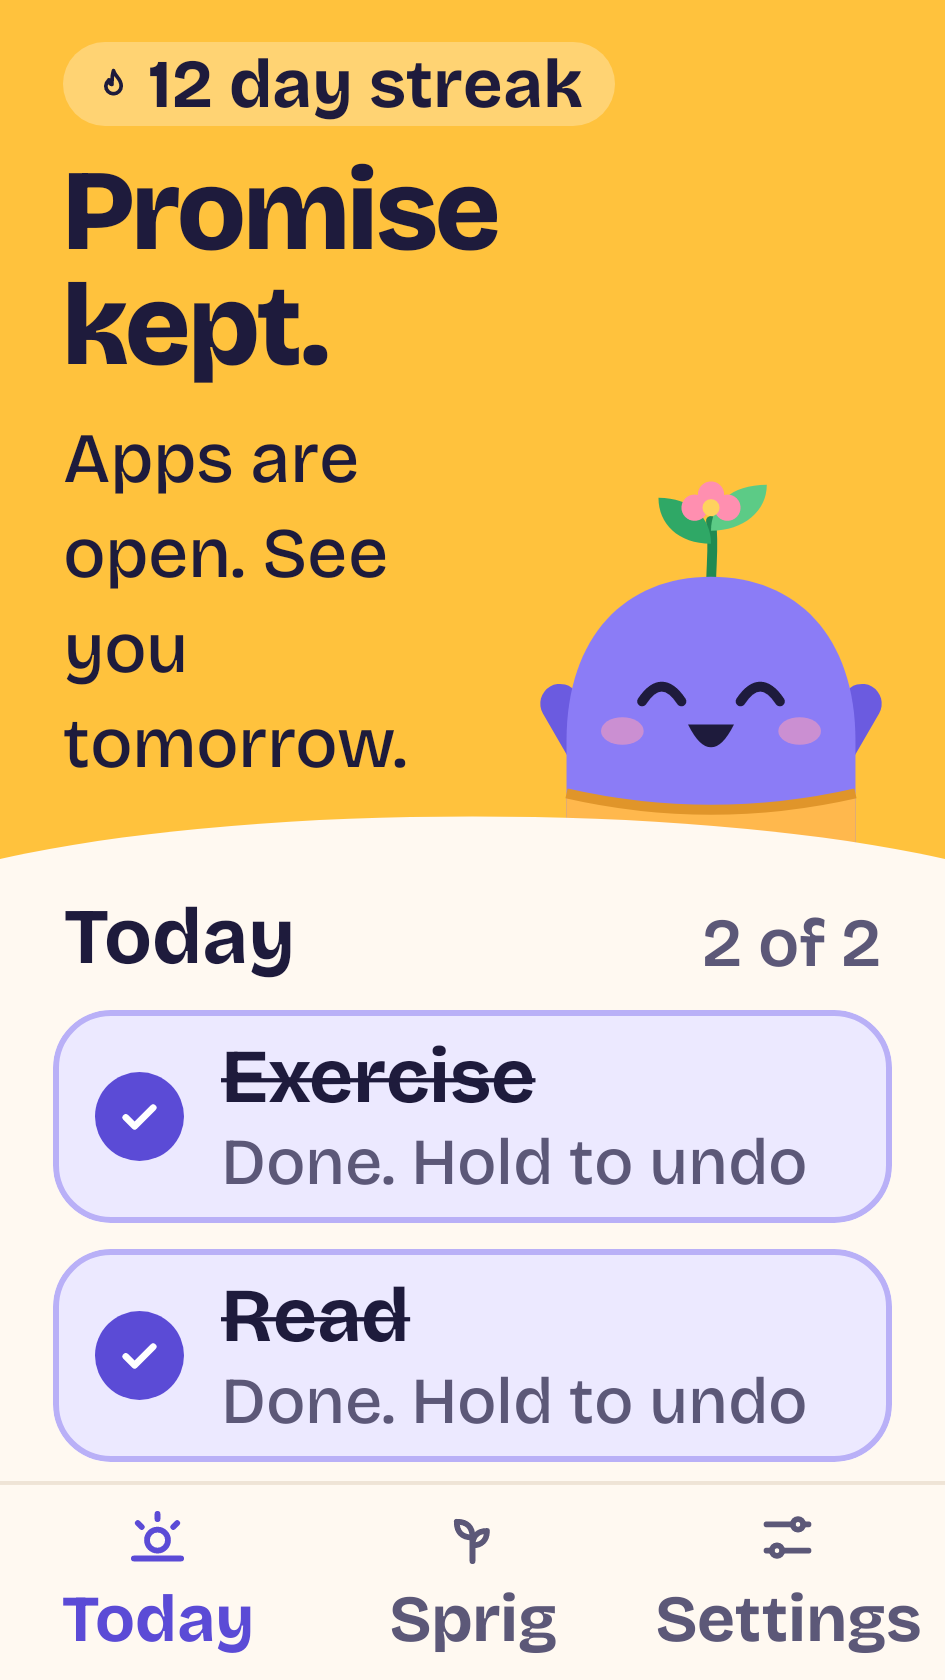 12 day streak
Promise
kept.
Apps are
open. See
you
tomorrow.
Today
2 of 2
Exercise
Done. Hold to undo
Read
Done. Hold to undo
Today
Sprig
Settings